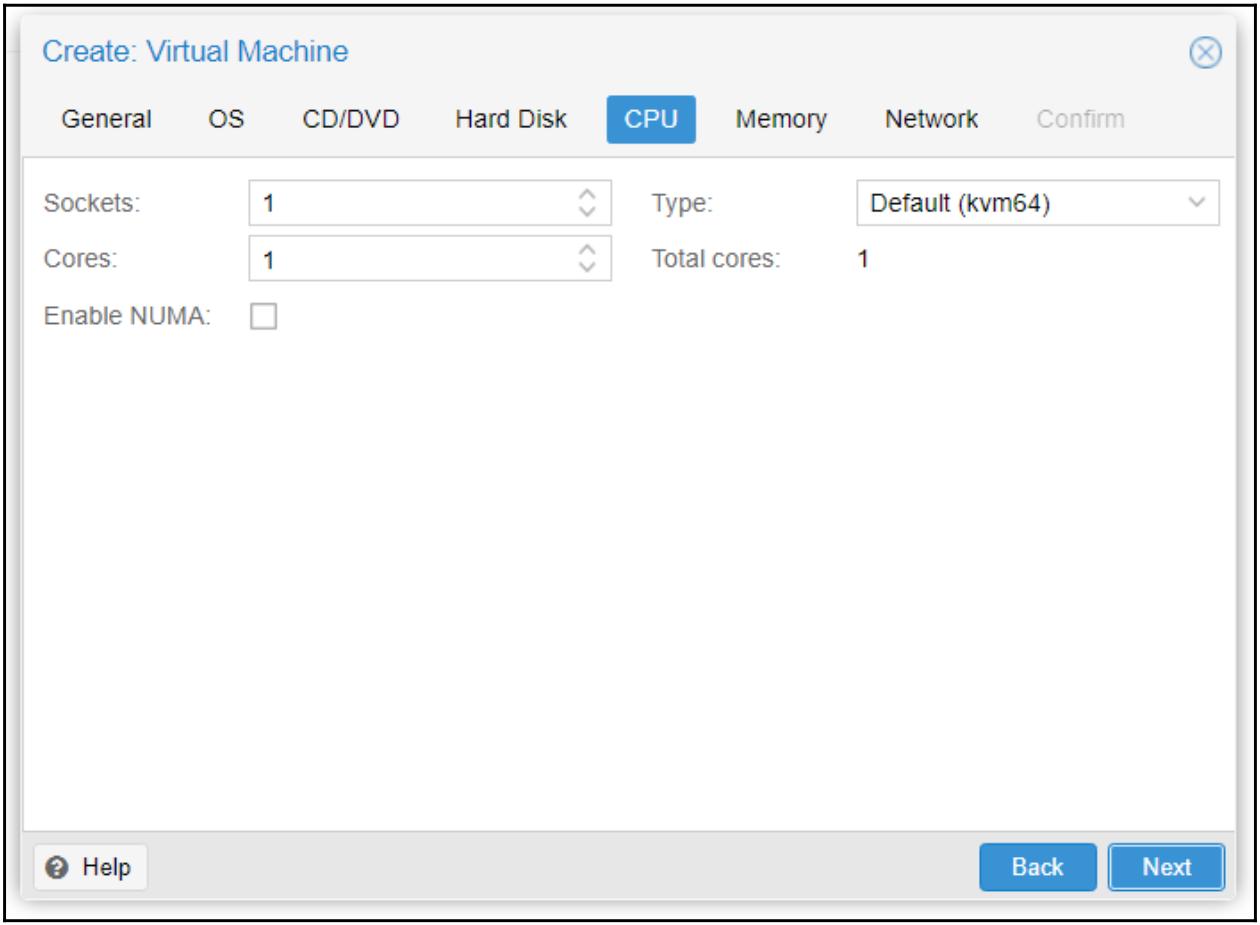 Create: Virtual Machine
General OS CD/DVD Hard Disk CPU Memory Network Confirm
Sockets: 1 Type: Default (kvm64)
Cores: 1 Total cores: 1
Enable NUMA:
Help Back Next